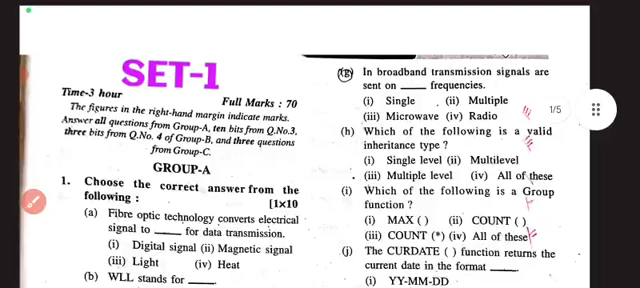 SET-1
Time-3 hour
Full Marks : 70
The figures in the right-hand margin indicate marks.
Answer all questions from Group-A, ten bits from Q.No.3,
three bits from Q.No. 4 of Group-B, and three questions
from Group-C.
GROUP-A
1. Choose the correct answer from the
following : [1×10
(a) Fibre optic technology converts electrical
signal to ____ for data transmission.
(i) Digital signal (ii) Magnetic signal
(iii) Light (iv) Heat
(b) WLL stands for ____.
(g) In broadband transmission signals are
sent on ____ frequencies.
(i) Single (ii) Multiple
(iii) Microwave (iv) Radio
(h) Which of the following is a valid
inheritance type ?
(i) Single level (ii) Multilevel
(iii) Multiple level (iv) All of these
(i) Which of the following is a Group
function ?
(i) MAX ( ) (ii) COUNT ( )
(iii) COUNT (*) (iv) All of these
(j) The CURDATE ( ) function returns the
current date in the format ____.
(i) YY-MM-DD
1/5